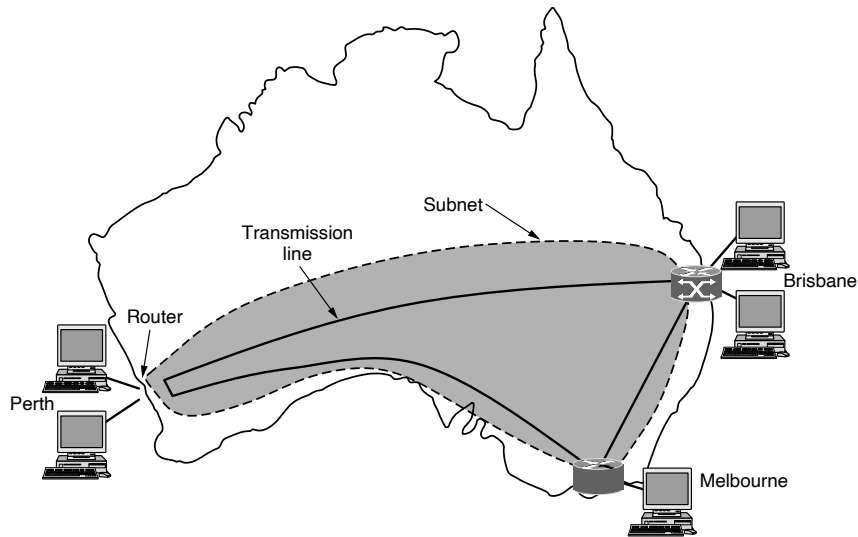 Subnet
Transmission
line
Brisbane
Router
Perth
Melbourne